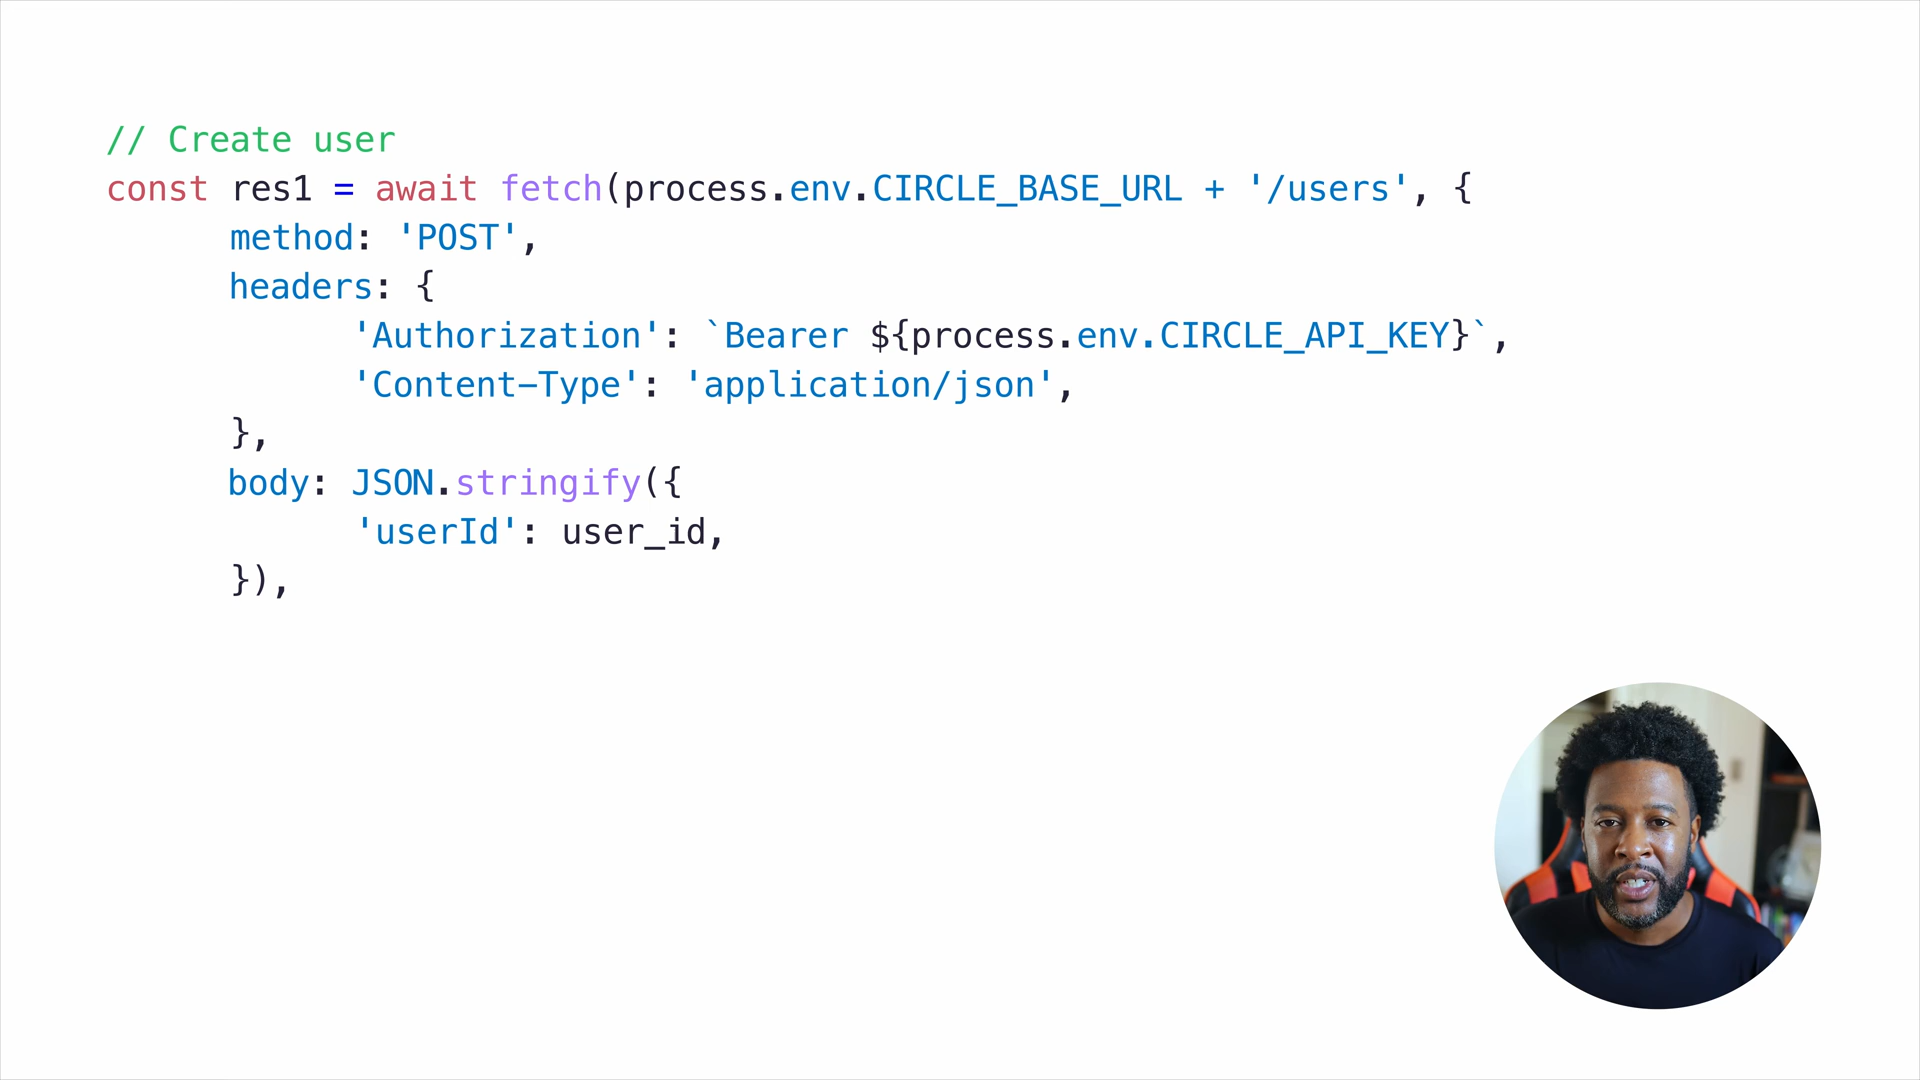 // Create user
const res1 = await fetch(process.env.CIRCLE_BASE_URL + '/users', {
method: 'POST',
headers: {
'Authorization': `Bearer ${process.env.CIRCLE_API_KEY}`,
'Content-Type': 'application/json',
},
body: JSON.stringify({
'userId': user_id,
}),